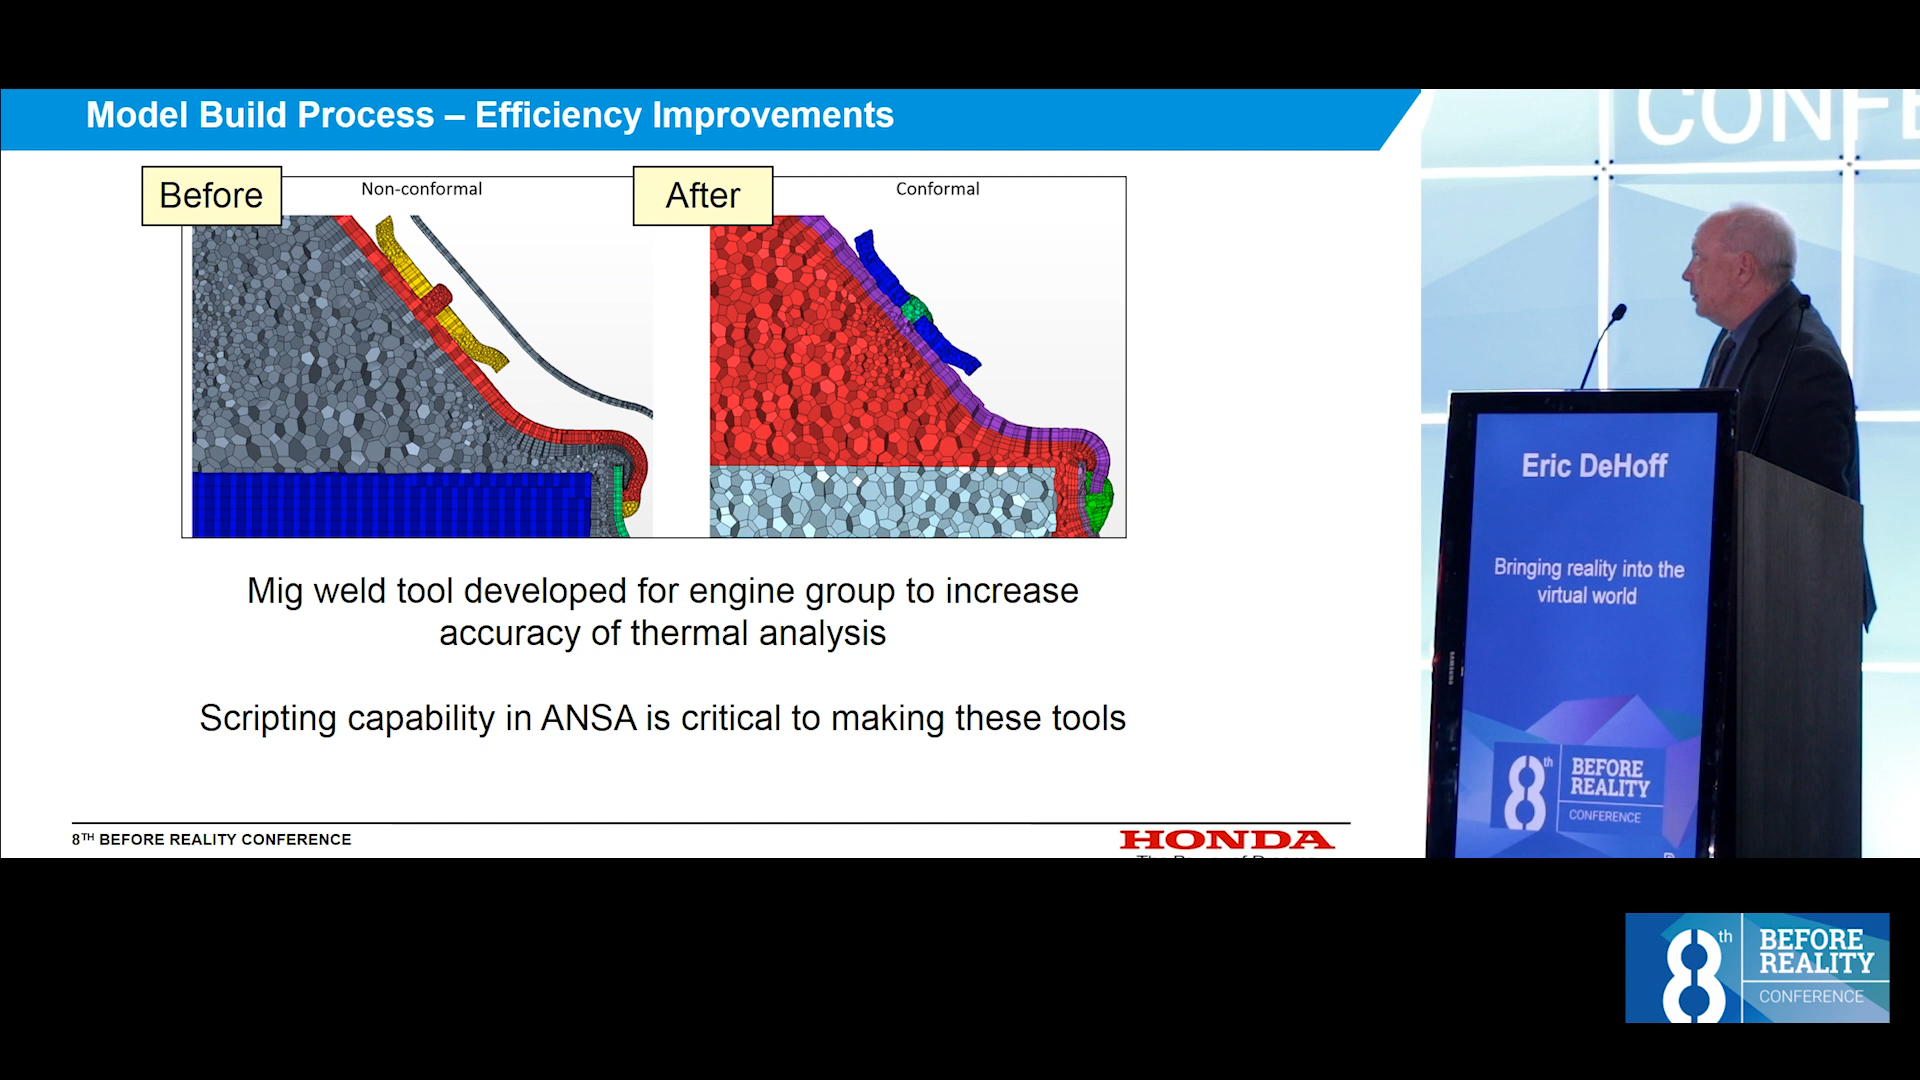 Model Build Process – Efficiency Improvements
Before
Non-conformal
After
Conformal
Mig weld tool developed for engine group to increase
accuracy of thermal analysis
Scripting capability in ANSA is critical to making these tools
8TH BEFORE REALITY CONFERENCE
HONDA
Eric DeHoff
Bringing reality into the
virtual world
8th
BEFORE
REALITY
CONFERENCE
SAMSUNG
8th
BEFORE
REALITY
CONFERENCE